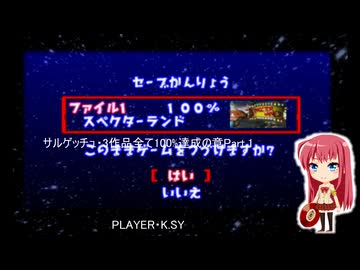 セーブかんりょう
ファイル1 100%
スペクターランド
サルゲッチュ・3作品全て100%達成の章Part.1
このままゲームをつづけますか?
[ はい ]
いいえ
PLAYER・K.SY